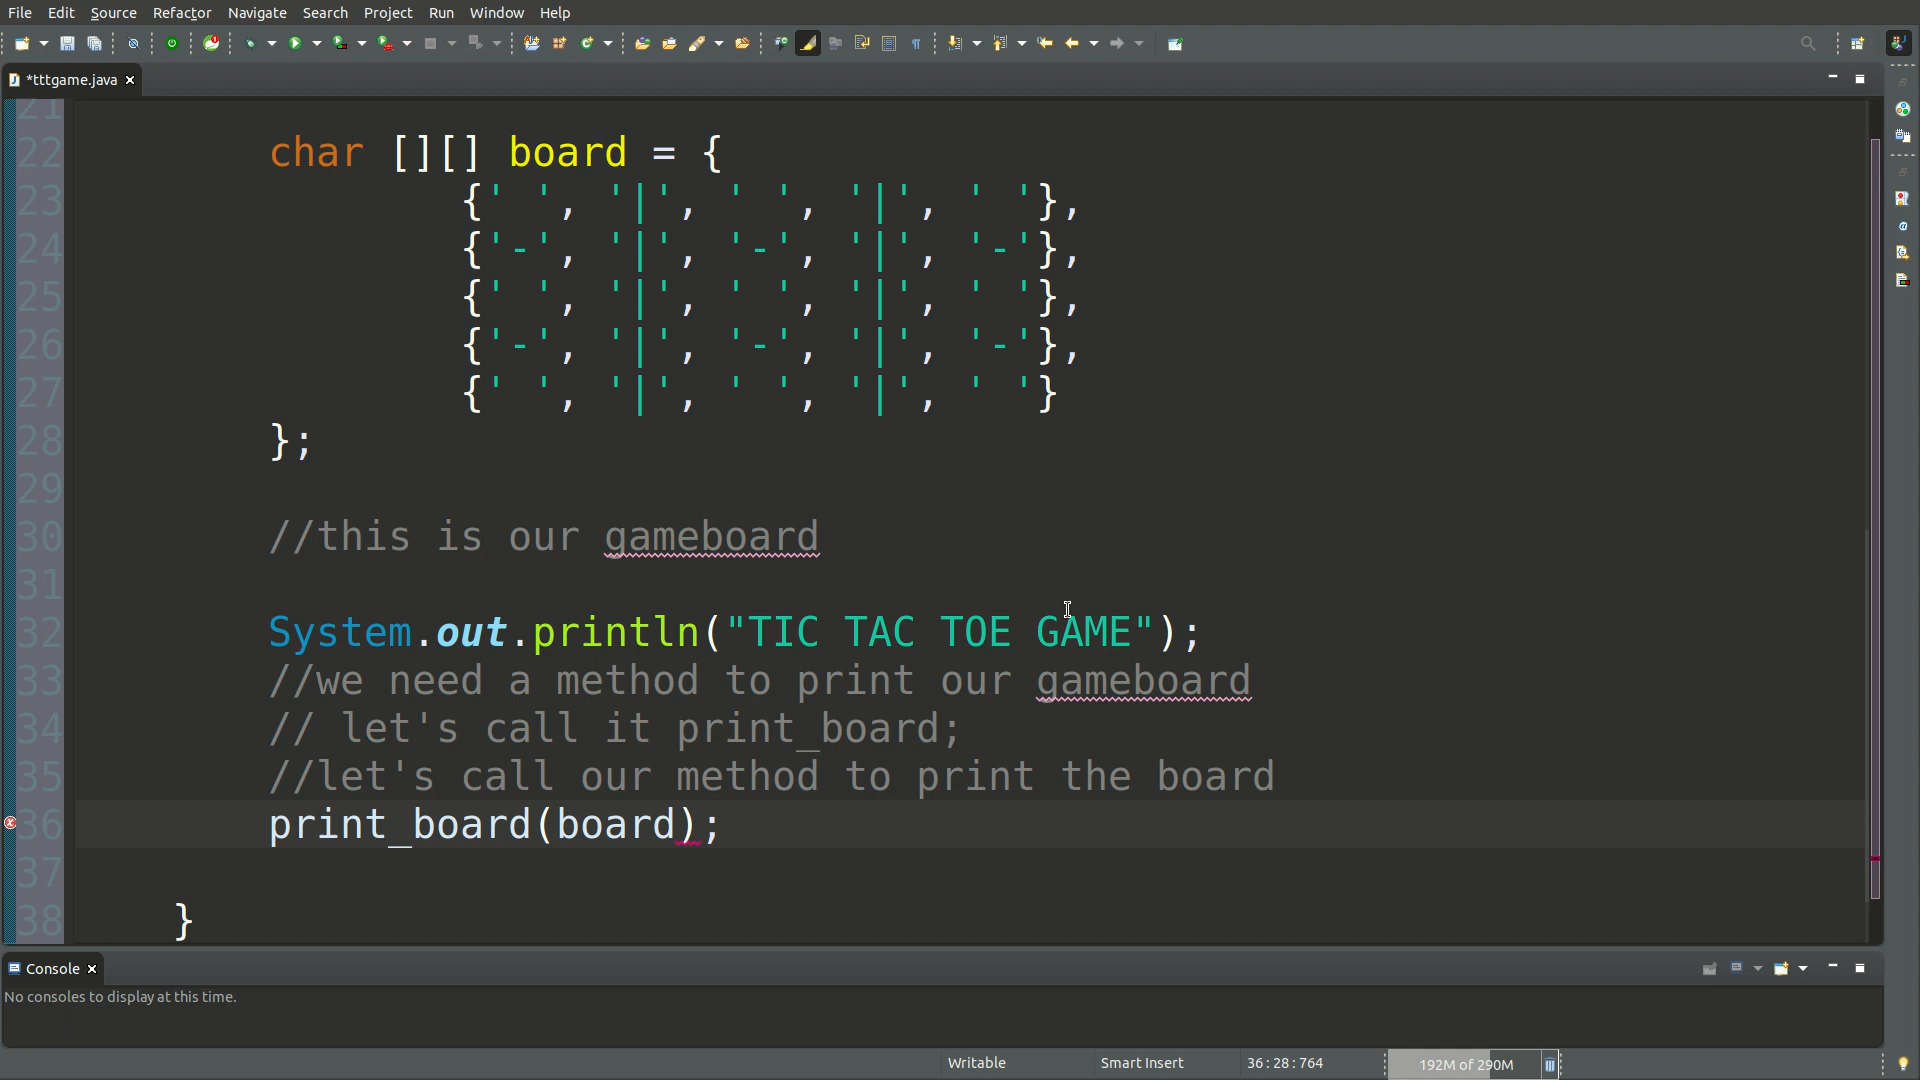 File Edit Source Refactor Navigate Search Project Run Window Help
*tttgame.java
21
22 char [][] board = {
23 {' ', '|', ' ', '|', ' '},
24 {'-', '|', '-', '|', '-'},
25 {' ', '|', ' ', '|', ' '},
26 {'-', '|', '-', '|', '-'},
27 {' ', '|', ' ', '|', ' '}
28 };
29
30 //this is our gameboard
31
32 System.out.println("TIC TAC TOE GAME");
33 //we need a method to print our gameboard
34 // let's call it print_board;
35 //let's call our method to print the board
36 print_board(board);
37
38 }
Console
No consoles to display at this time.
Writable Smart Insert 36:28:764 192M of 290M